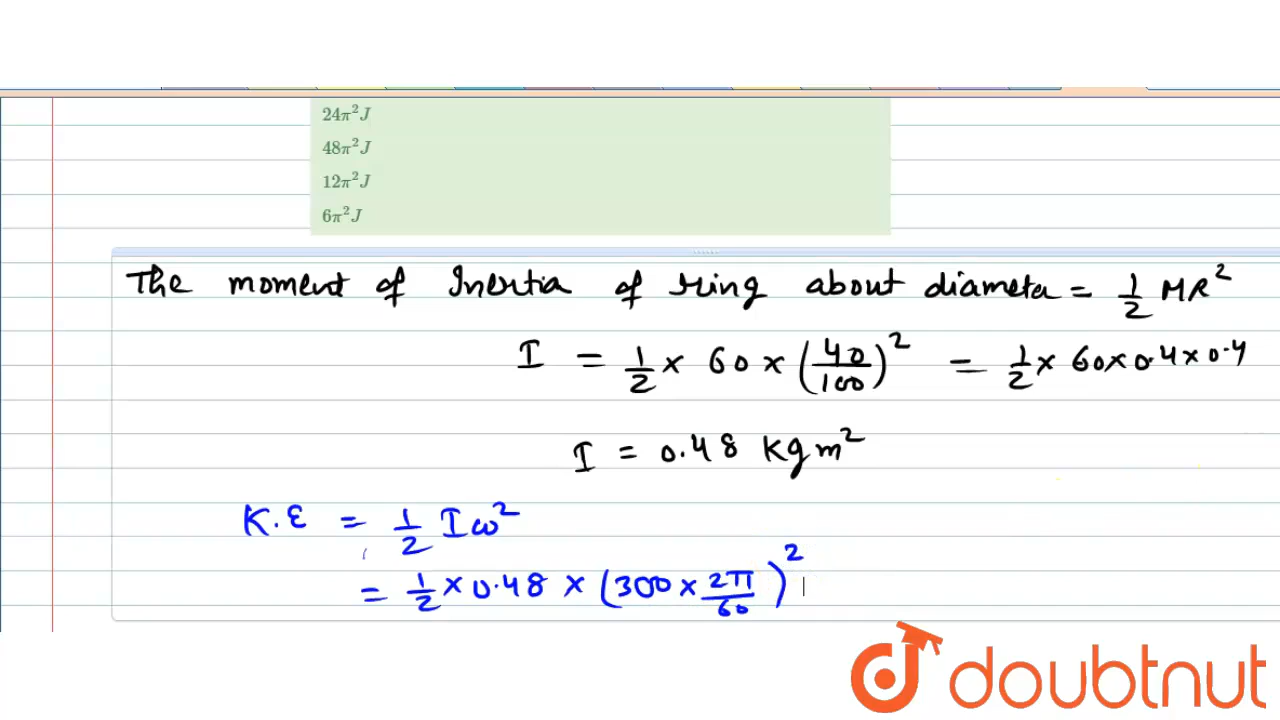 24π²J
48π²J
12π²J
6π²J
The moment of Inertia of ring about diameta = 1/2 MR²
I = 1/2 × 60 × (40/100)² = 1/2 × 60 × 0.4 × 0.4
I = 0.48 Kg m²
K.E = 1/2 Iω²
= 1/2 × 0.48 × (300 × 2π/60)²
doubtnut